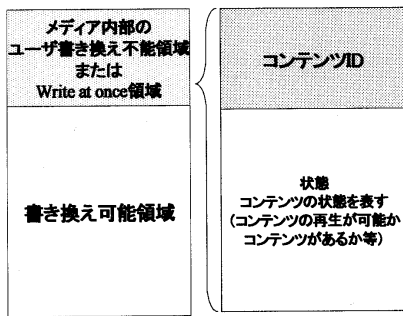 メディア内部の
ユーザ書き換え不能領域
または
Write at once領域
書き換え可能領域
コンテンツID
状態
コンテンツの状態を表す
(コンテンツの再生が可能か
コンテンツがあるか等)